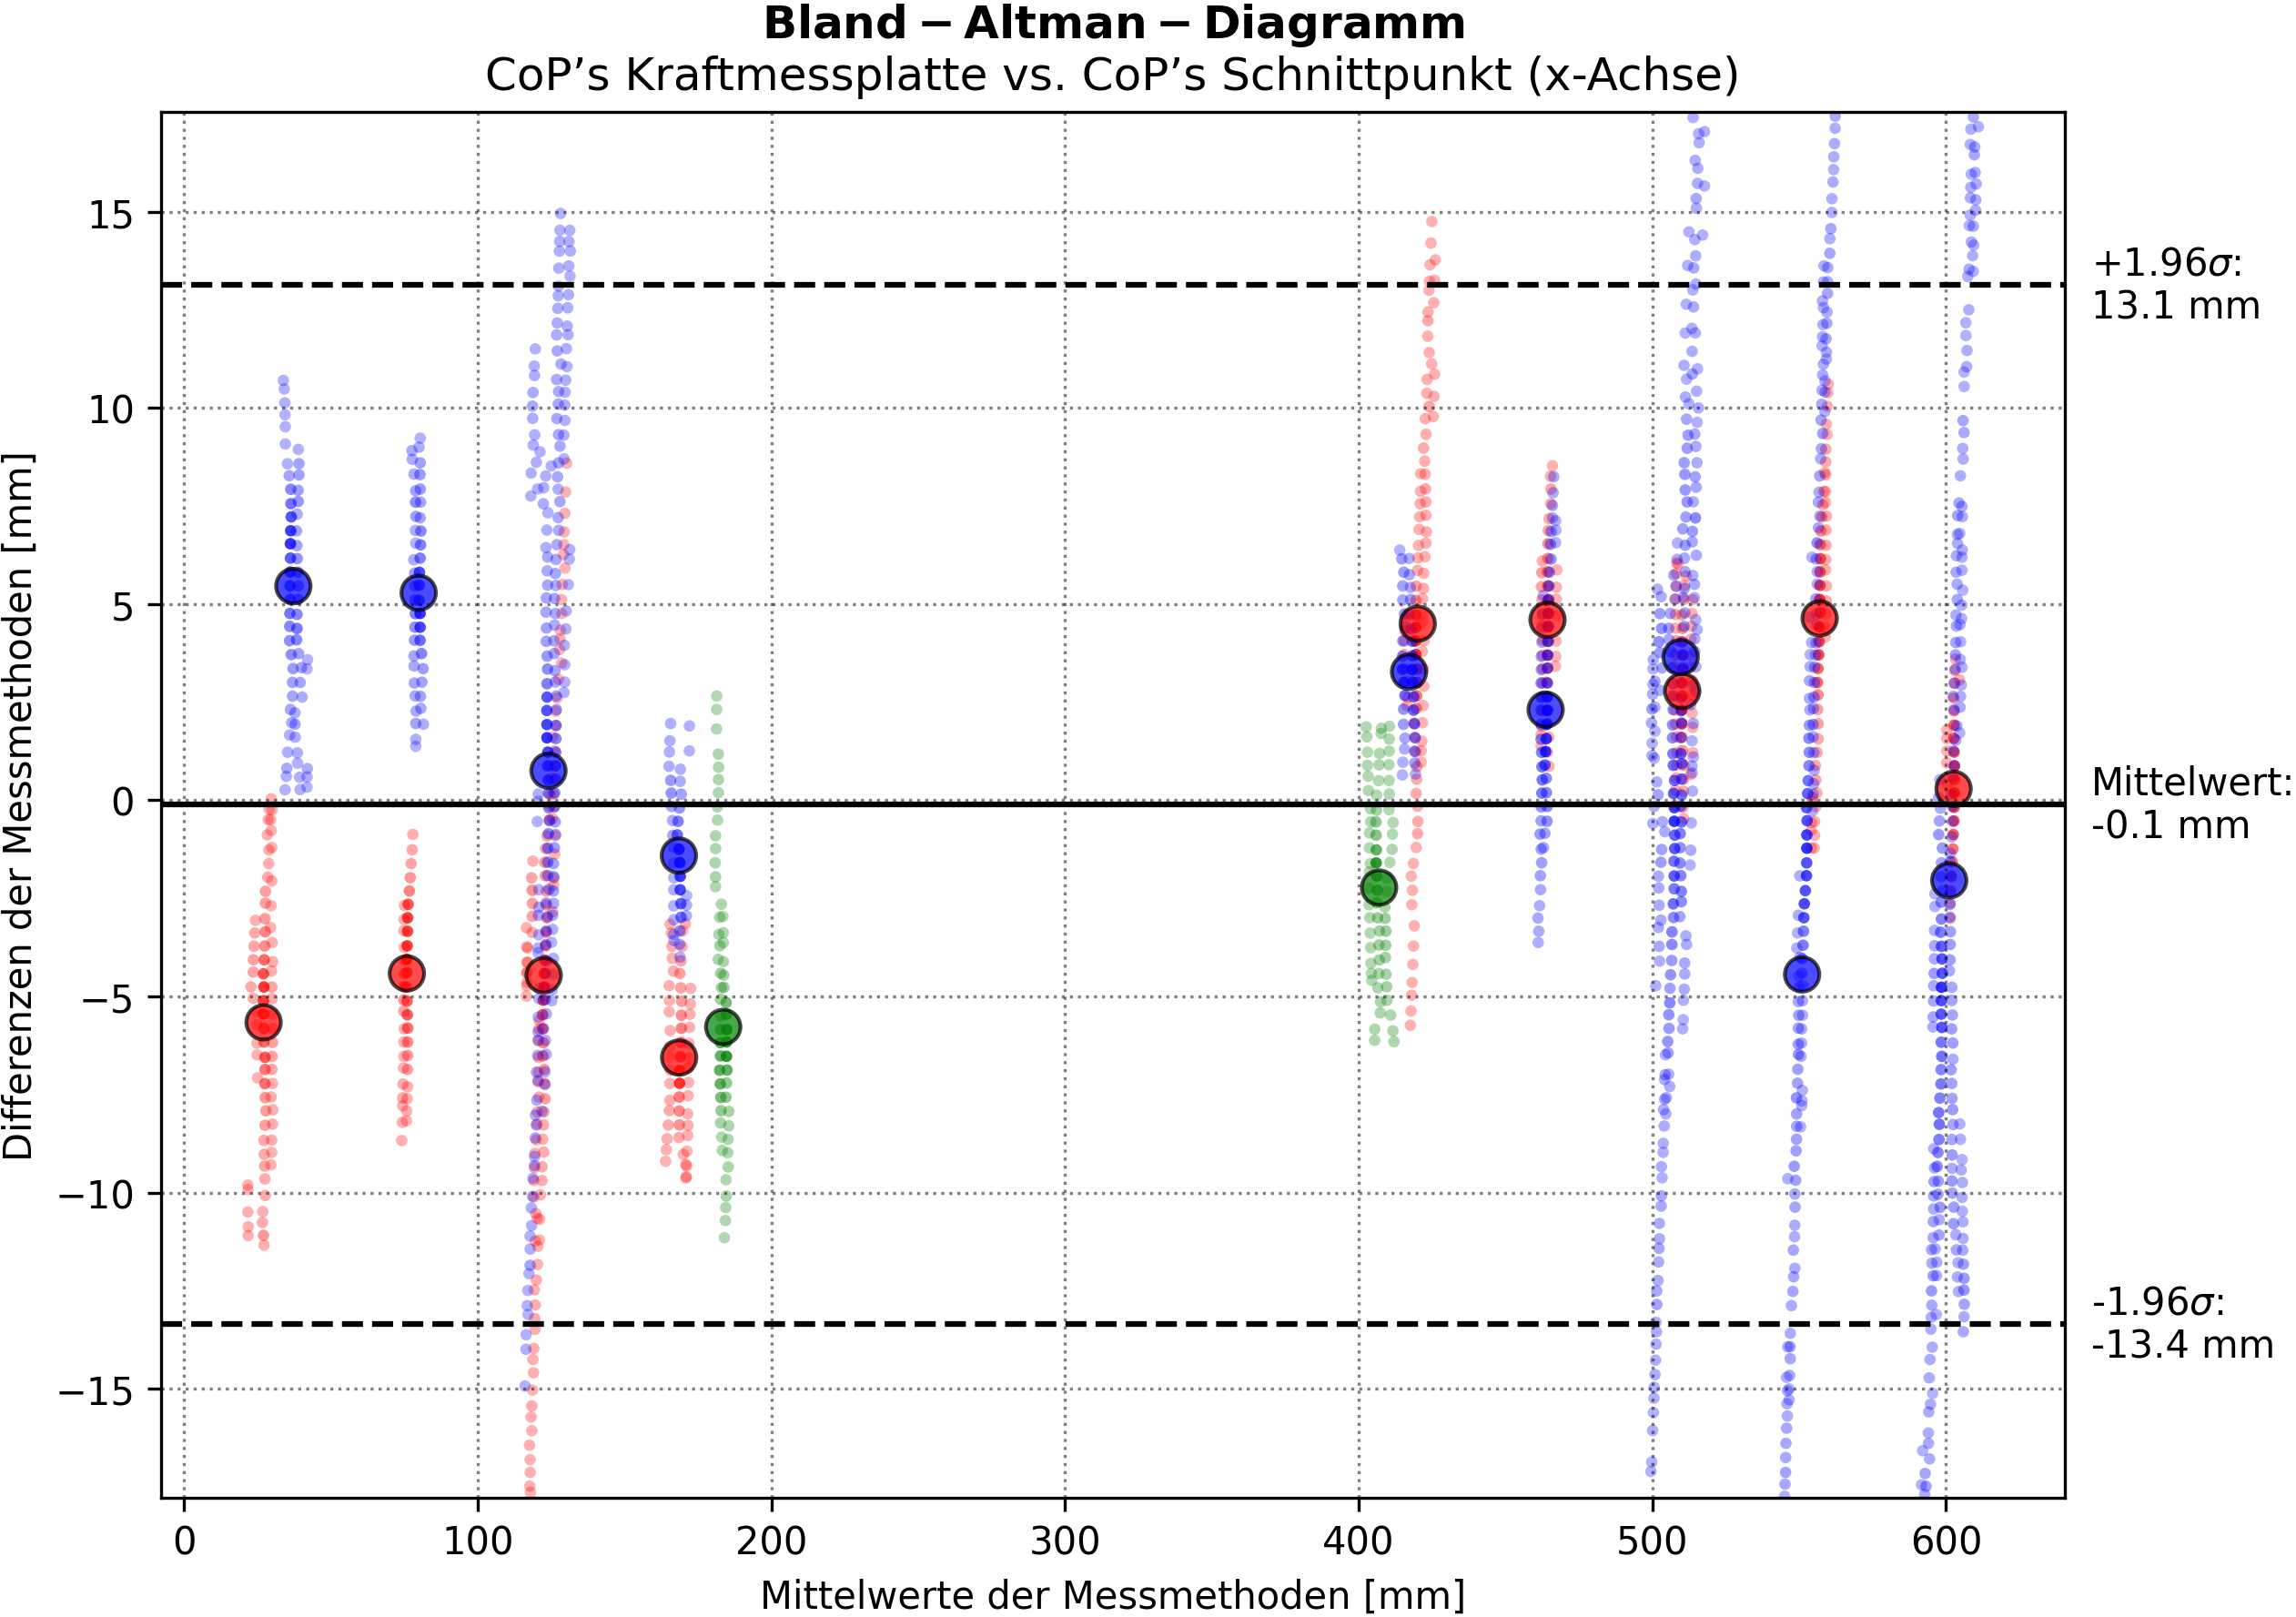 Bland − Altman − Diagramm
CoP’s Kraftmessplatte vs. CoP’s Schnittpunkt (x-Achse)
Differenzen der Messmethoden [mm]
15
10
5
0
−5
−10
−15
+1.96σ:
13.1 mm
Mittelwert:
-0.1 mm
-1.96σ:
-13.4 mm
0 100 200 300 400 500 600
Mittelwerte der Messmethoden [mm]